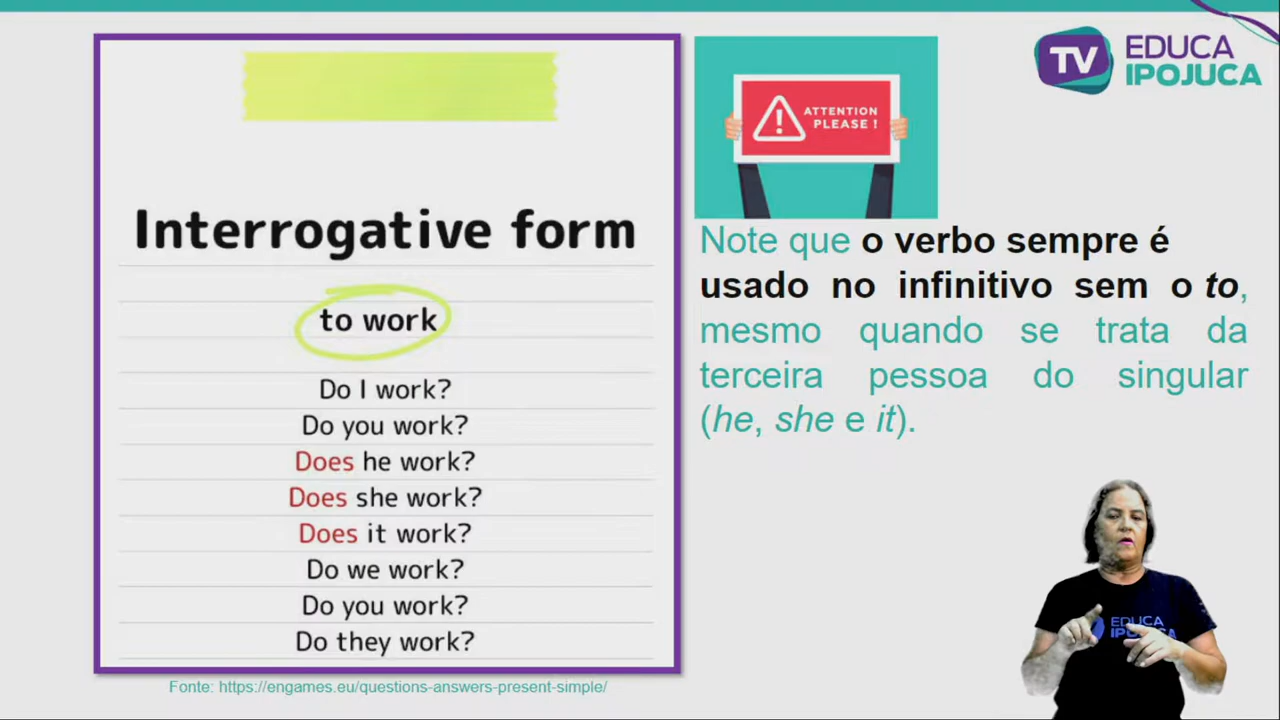 Interrogative form
to work
Do I work?
Do you work?
Does he work?
Does she work?
Does it work?
Do we work?
Do you work?
Do they work?
Fonte: https://engames.eu/questions-answers-present-simple/
ATTENTION
PLEASE !
TV EDUCA
IPOJUCA
Note que o verbo sempre é
usado no infinitivo sem o to,
mesmo quando se trata da
terceira pessoa do singular
(he, she e it).
EDUCA
IPOJUCA